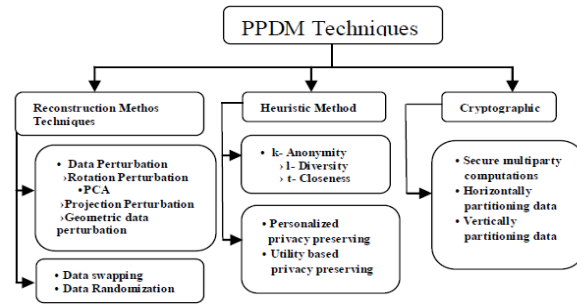 PPDM Techniques
Reconstruction Methos
Techniques
• Data Perturbation
›Rotation Perturbation
•PCA
›Projection Perturbation
›Geometric data
perturbation
• Data swapping
• Data Randomization
Heuristic Method
• k- Anonymity
› l- Diversity
› t- Closeness
• Personalized
privacy preserving
• Utility based
privacy preserving
Cryptographic
• Secure multiparty
computations
• Horizontally
partitioning data
• Vertically
partitioning data